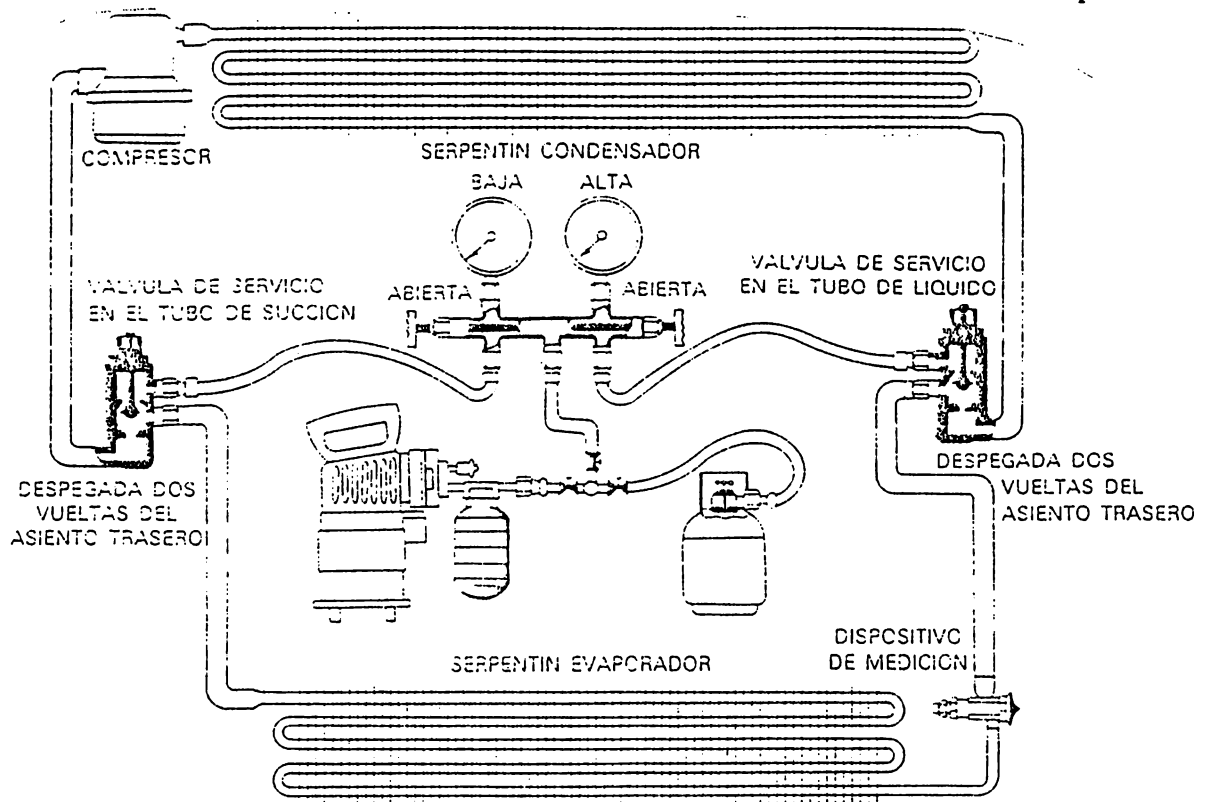 COMPRESOR
SERPENTIN CONDENSADOR
BAJA
ALTA
VALVULA DE SERVICIO
EN EL TUBO DE SUCCION
ABIERTA
ABIERTA
VALVULA DE SERVICIO
EN EL TUBO DE LIQUIDO
DESPEGADA DOS
VUELTAS DEL
ASIENTO TRASERO
DESPEGADA DOS
VUELTAS DEL
ASIENTO TRASERO
DISPOSITIVO
DE MEDICION
SERPENTIN EVAPORADOR